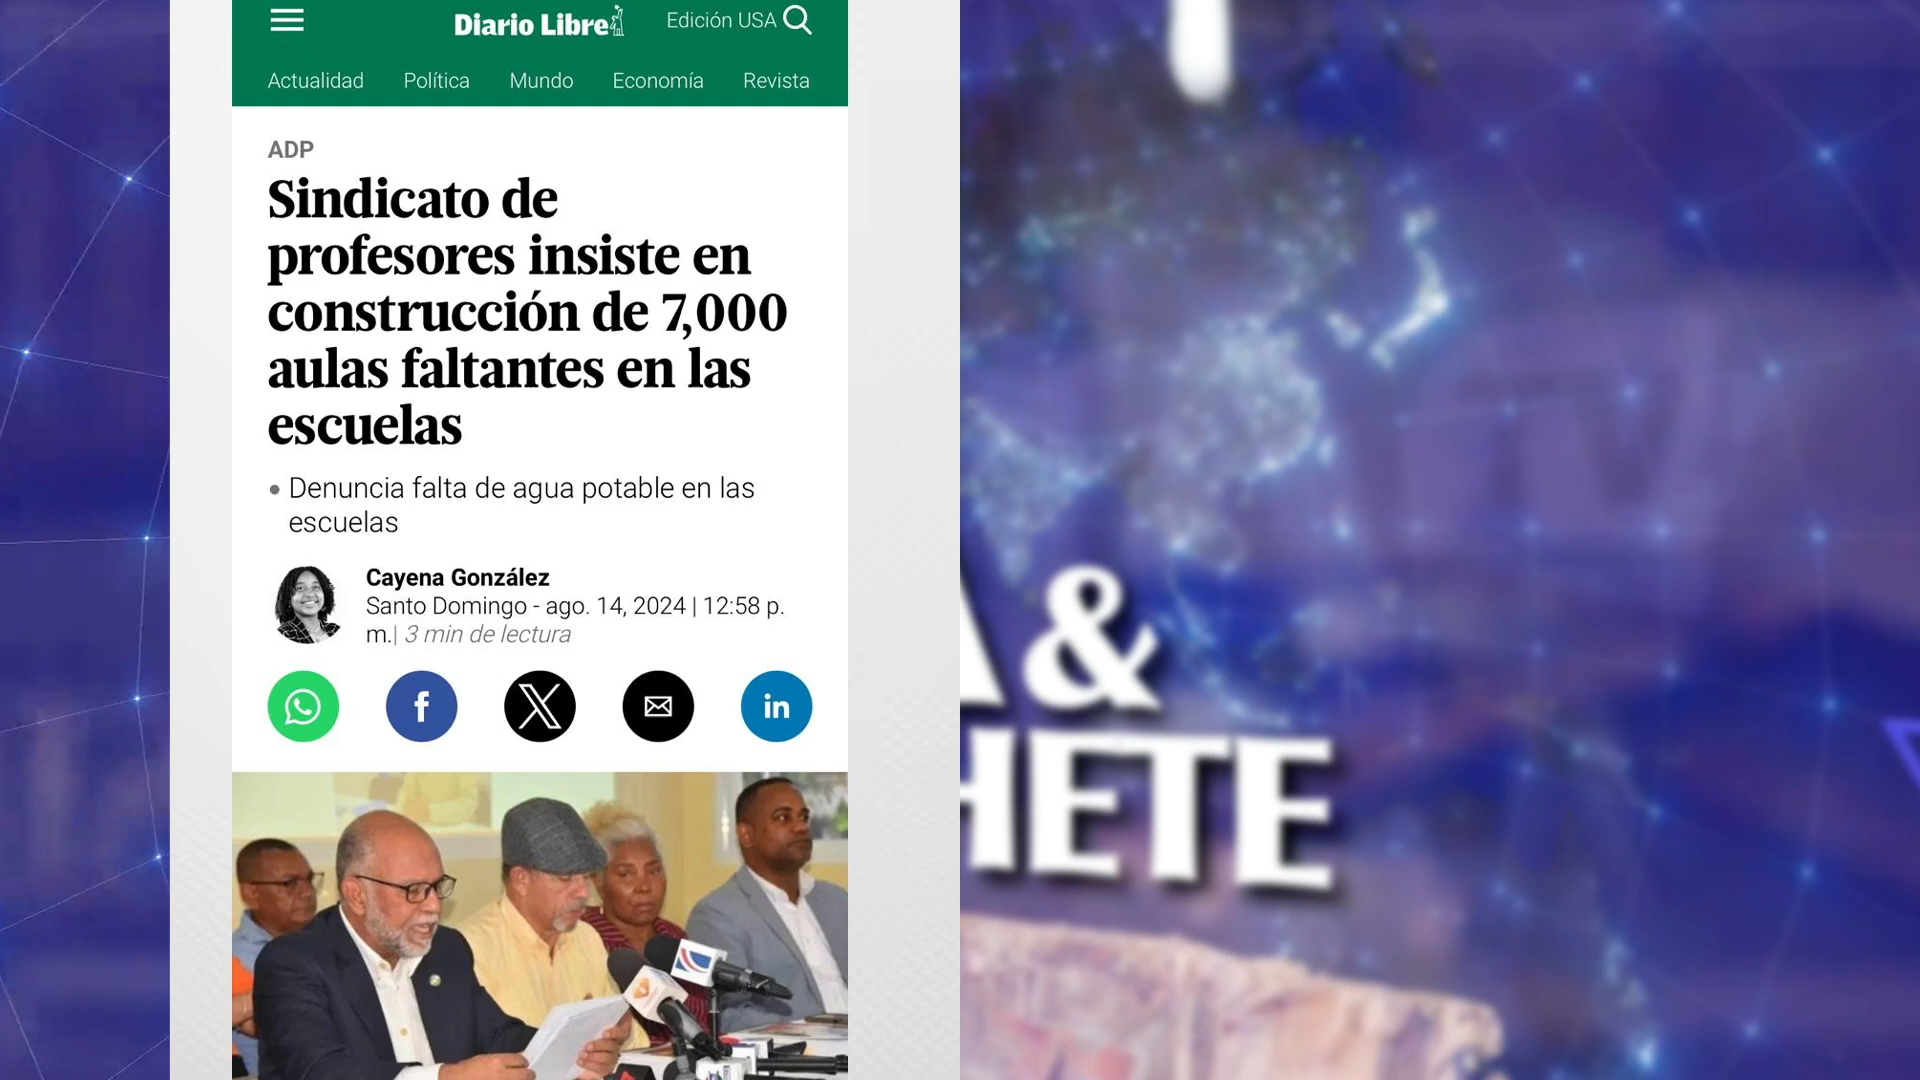 Diario Libre
Edición USA
Actualidad Política Mundo Economía Revista
ADP
Sindicato de
profesores insiste en
construcción de 7,000
aulas faltantes en las
escuelas
• Denuncia falta de agua potable en las
escuelas
Cayena González
Santo Domingo - ago. 14, 2024 | 12:58 p.
m.| 3 min de lectura
f
X
in
&
HETE